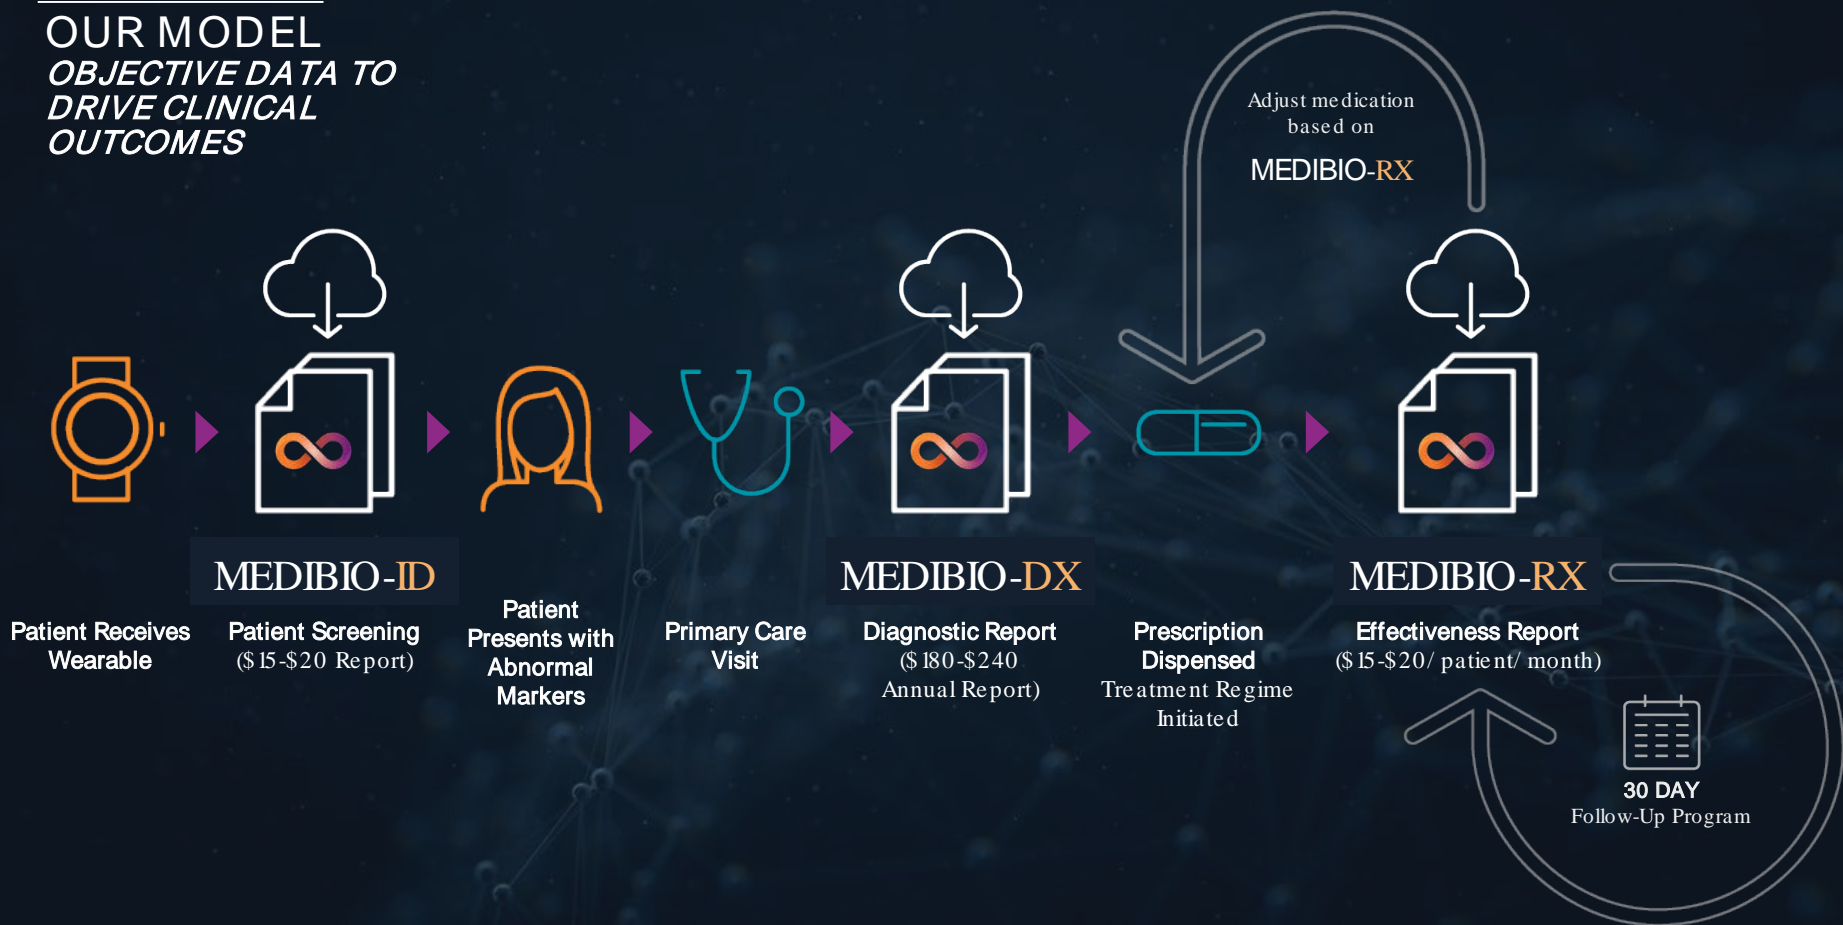 OUR MODEL
OBJECTIVE DATA TO
DRIVE CLINICAL
OUTCOMES
Adjust medication
based on
MEDIBIO-RX
MEDIBIO-ID
MEDIBIO-DX
MEDIBIO-RX
Patient Receives
Wearable
Patient Screening
($15-$20 Report)
Patient
Presents with
Abnormal
Markers
Primary Care
Visit
Diagnostic Report
($180-$240
Annual Report)
Prescription
Dispensed
Treatment Regime
Initiated
Effectiveness Report
($15-$20/patient/month)
30 DAY
Follow-Up Program